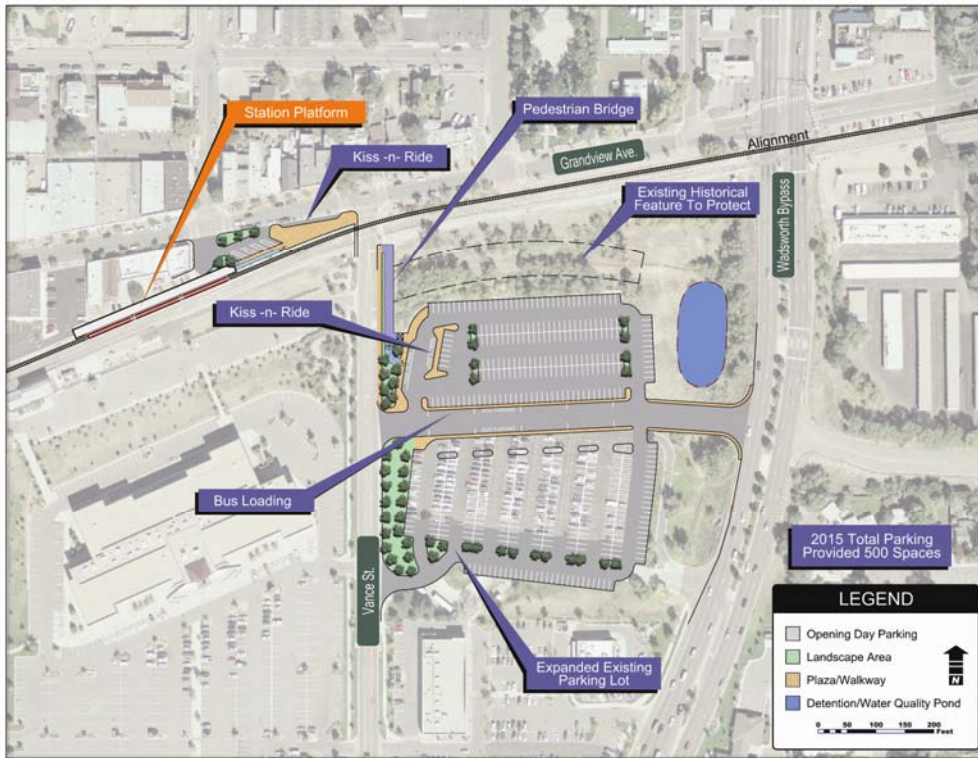 Station Platform
Pedestrian Bridge
Kiss -n- Ride
Grandview Ave.
Alignment
Existing Historical
Feature To Protect
Wadsworth Bypass
Kiss -n- Ride
Bus Loading
Vance St.
2015 Total Parking
Provided 500 Spaces
Expanded Existing
Parking Lot
LEGEND
Opening Day Parking
Landscape Area
Plaza/Walkway
Detention/Water Quality Pond
N
0 50 100 150 200
Feet